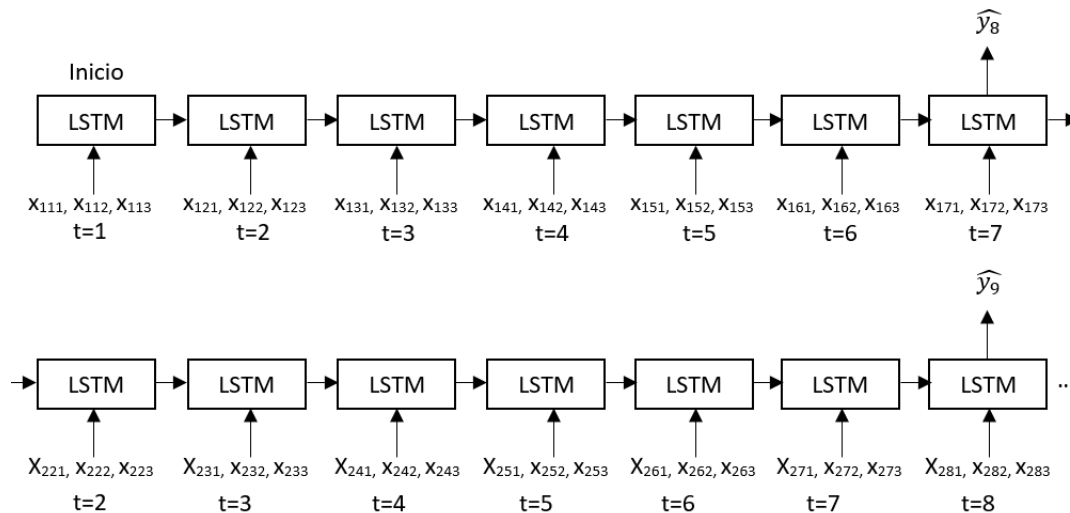 ŷ₈
Inicio
LSTM LSTM LSTM LSTM LSTM LSTM LSTM
x₁₁₁, x₁₁₂, x₁₁₃ x₁₂₁, x₁₂₂, x₁₂₃ x₁₃₁, x₁₃₂, x₁₃₃ x₁₄₁, x₁₄₂, x₁₄₃ x₁₅₁, x₁₅₂, x₁₅₃ x₁₆₁, x₁₆₂, x₁₆₃ x₁₇₁, x₁₇₂, x₁₇₃
t=1 t=2 t=3 t=4 t=5 t=6 t=7
ŷ₉
LSTM LSTM LSTM LSTM LSTM LSTM LSTM ..
X₂₂₁, x₂₂₂, x₂₂₃ X₂₃₁, x₂₃₂, x₂₃₃ X₂₄₁, x₂₄₂, x₂₄₃ X₂₅₁, x₂₅₂, x₂₅₃ X₂₆₁, x₂₆₂, x₂₆₃ X₂₇₁, x₂₇₂, x₂₇₃ X₂₈₁, x₂₈₂, x₂₈₃
t=2 t=3 t=4 t=5 t=6 t=7 t=8